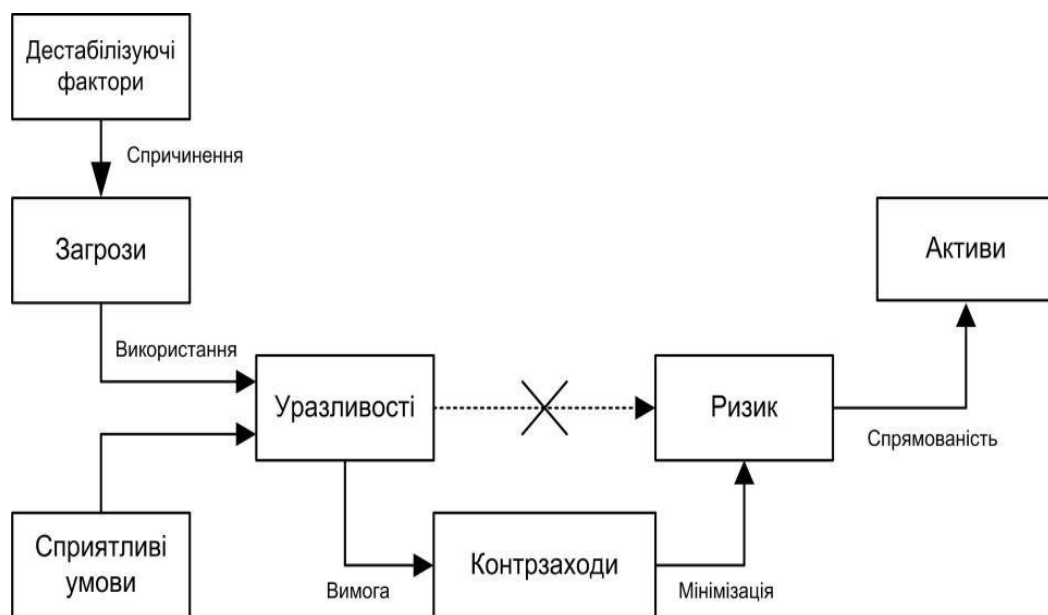 Дестабілізуючі
фактори
Спричинення
Загрози
Активи
Використання
Уразливості
Ризик
Спрямованість
Сприятливі
умови
Контрзаходи
Вимога
Мінімізація